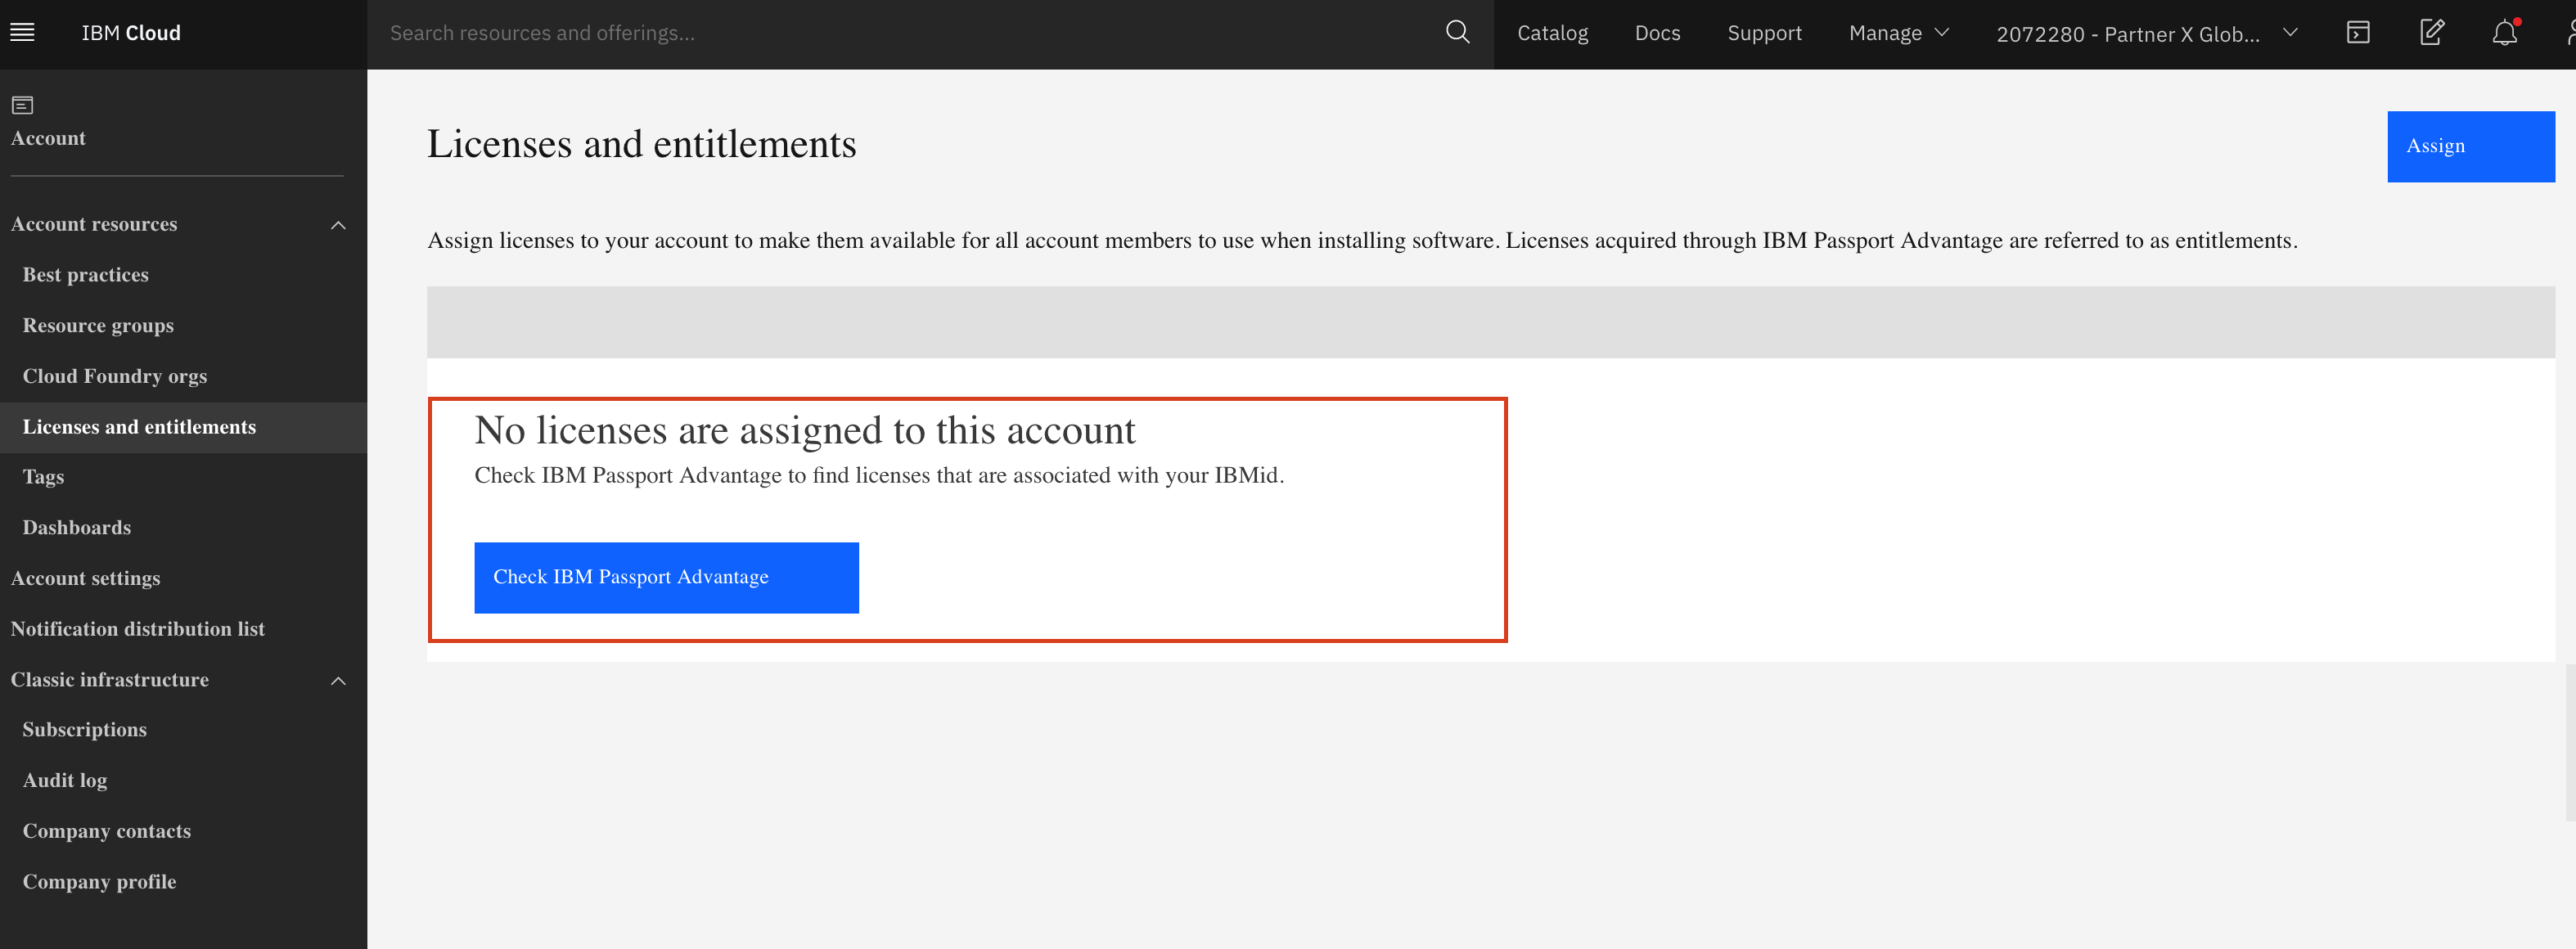 IBM Cloud
Search resources and offerings...
Catalog
Docs
Support
Manage
2072280 - Partner X Glob...
Account
Account resources
Best practices
Resource groups
Cloud Foundry orgs
Licenses and entitlements
Tags
Dashboards
Account settings
Notification distribution list
Classic infrastructure
Subscriptions
Audit log
Company contacts
Company profile
Licenses and entitlements
Assign
Assign licenses to your account to make them available for all account members to use when installing software. Licenses acquired through IBM Passport Advantage are referred to as entitlements.
No licenses are assigned to this account
Check IBM Passport Advantage to find licenses that are associated with your IBMid.
Check IBM Passport Advantage